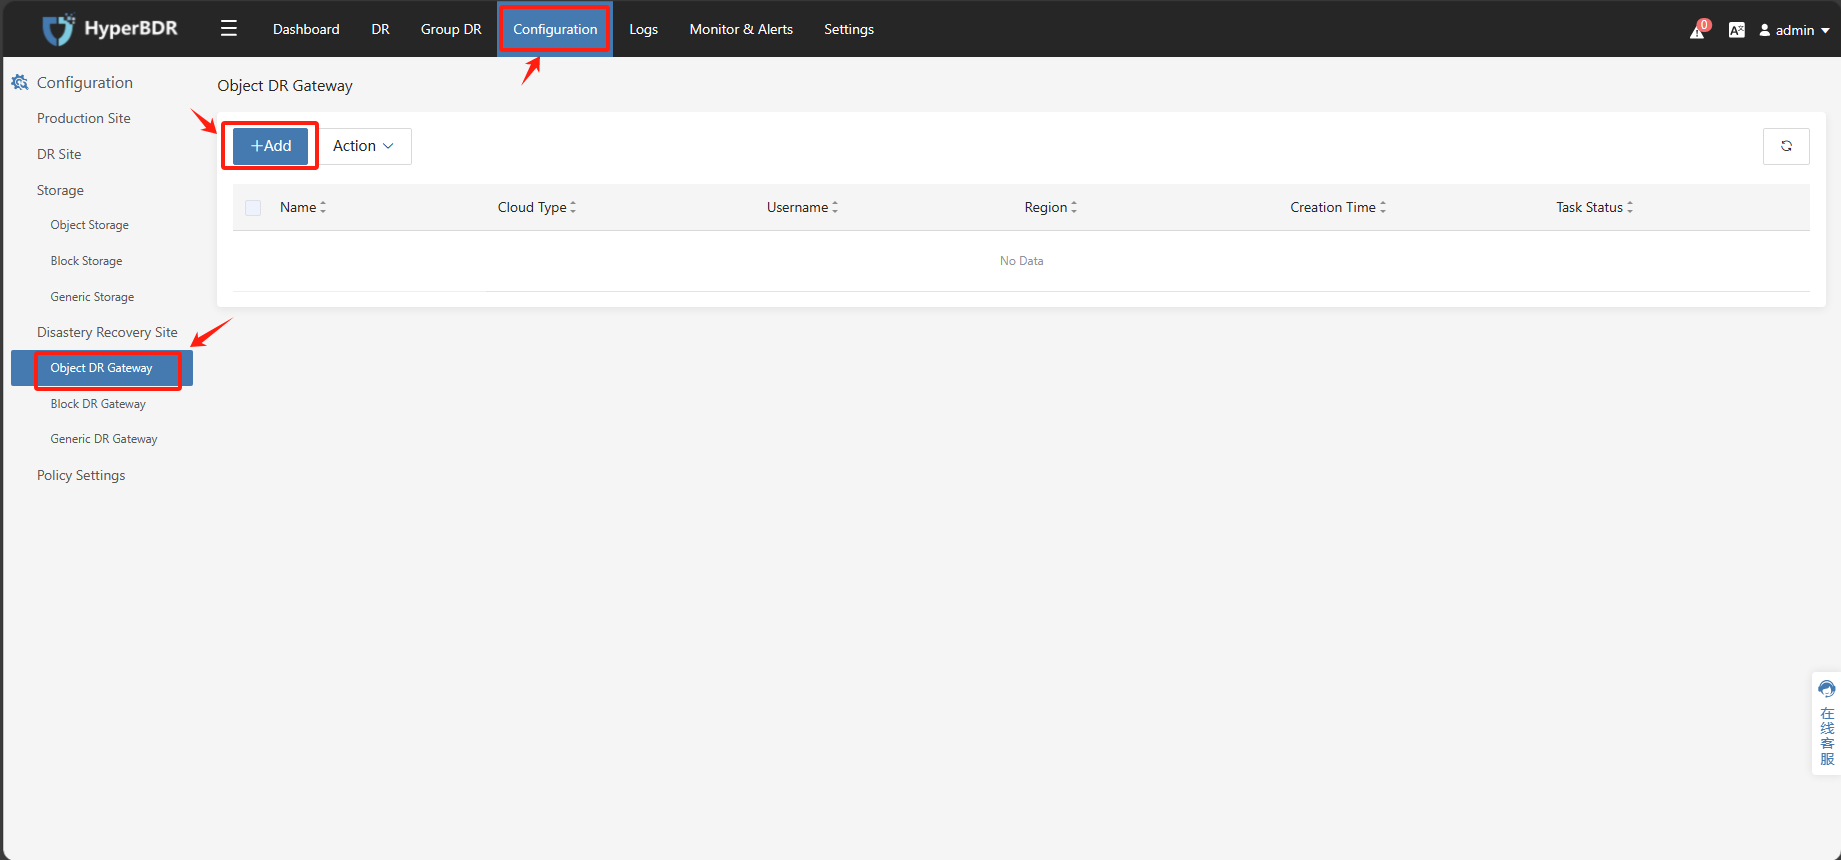 HyperBDR
Dashboard
DR
Group DR
Configuration
Logs
Monitor & Alerts
Settings
0
A文
admin
Configuration
Production Site
DR Site
Storage
Object Storage
Block Storage
Generic Storage
Disastery Recovery Site
Object DR Gateway
Block DR Gateway
Generic DR Gateway
Policy Settings
Object DR Gateway
+Add
Action
Name
Cloud Type
Username
Region
Creation Time
Task Status
No Data
在线客服